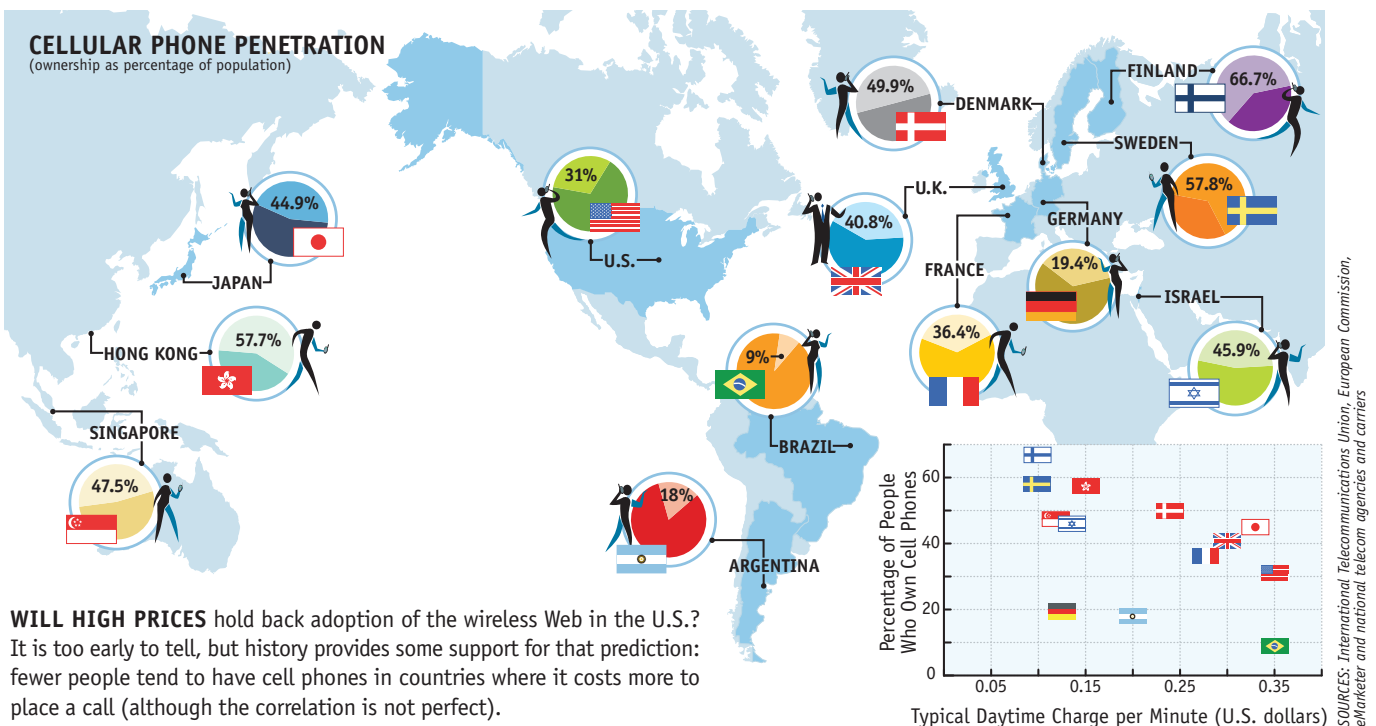 CELLULAR PHONE PENETRATION
(ownership as percentage of population)
44.9%
JAPAN
57.7%
HONG KONG
SINGAPORE
47.5%
31%
U.S.
9%
BRAZIL
18%
ARGENTINA
49.9%
DENMARK
FINLAND
66.7%
SWEDEN
57.8%
U.K.
40.8%
GERMANY
19.4%
FRANCE
36.4%
ISRAEL
45.9%
WILL HIGH PRICES hold back adoption of the wireless Web in the U.S.?
It is too early to tell, but history provides some support for that prediction:
fewer people tend to have cell phones in countries where it costs more to
place a call (although the correlation is not perfect).
Percentage of People
Who Own Cell Phones
60
40
20
0
0.05
0.15
0.25
0.35
Typical Daytime Charge per Minute (U.S. dollars)
SOURCES: International Telecommunications Union, European Commission,
eMarketer and national telecom agencies and carriers